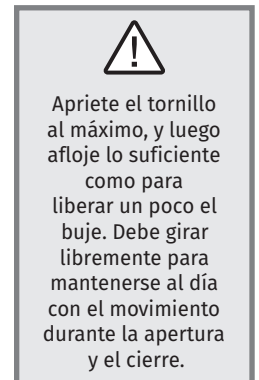 Apriete el tornillo
al máximo, y luego
afloje lo suficiente
como para
liberar un poco el
buje. Debe girar
libremente para
mantenerse al día
con el movimiento
durante la apertura
y el cierre.